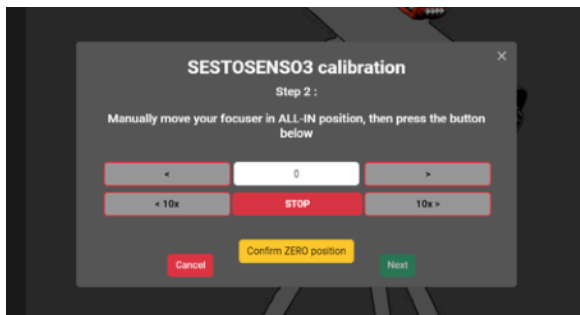 ×
SESTOSENSO3 calibration
Step 2 :
Manually move your focuser in ALL-IN position, then press the button
below
< 0 >
< 10x STOP 10x >
Confirm ZERO position
Cancel Next